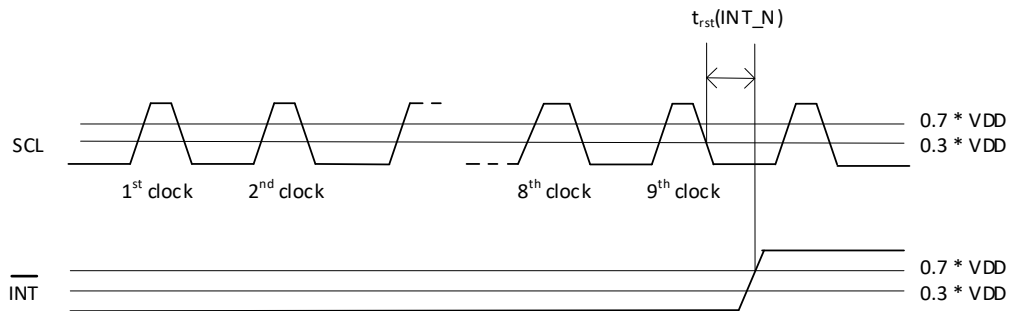 t_rst(INT_N)
0.7 * VDD
SCL
0.3 * VDD
1st clock
2nd clock
8th clock
9th clock
0.7 * VDD
INT
0.3 * VDD